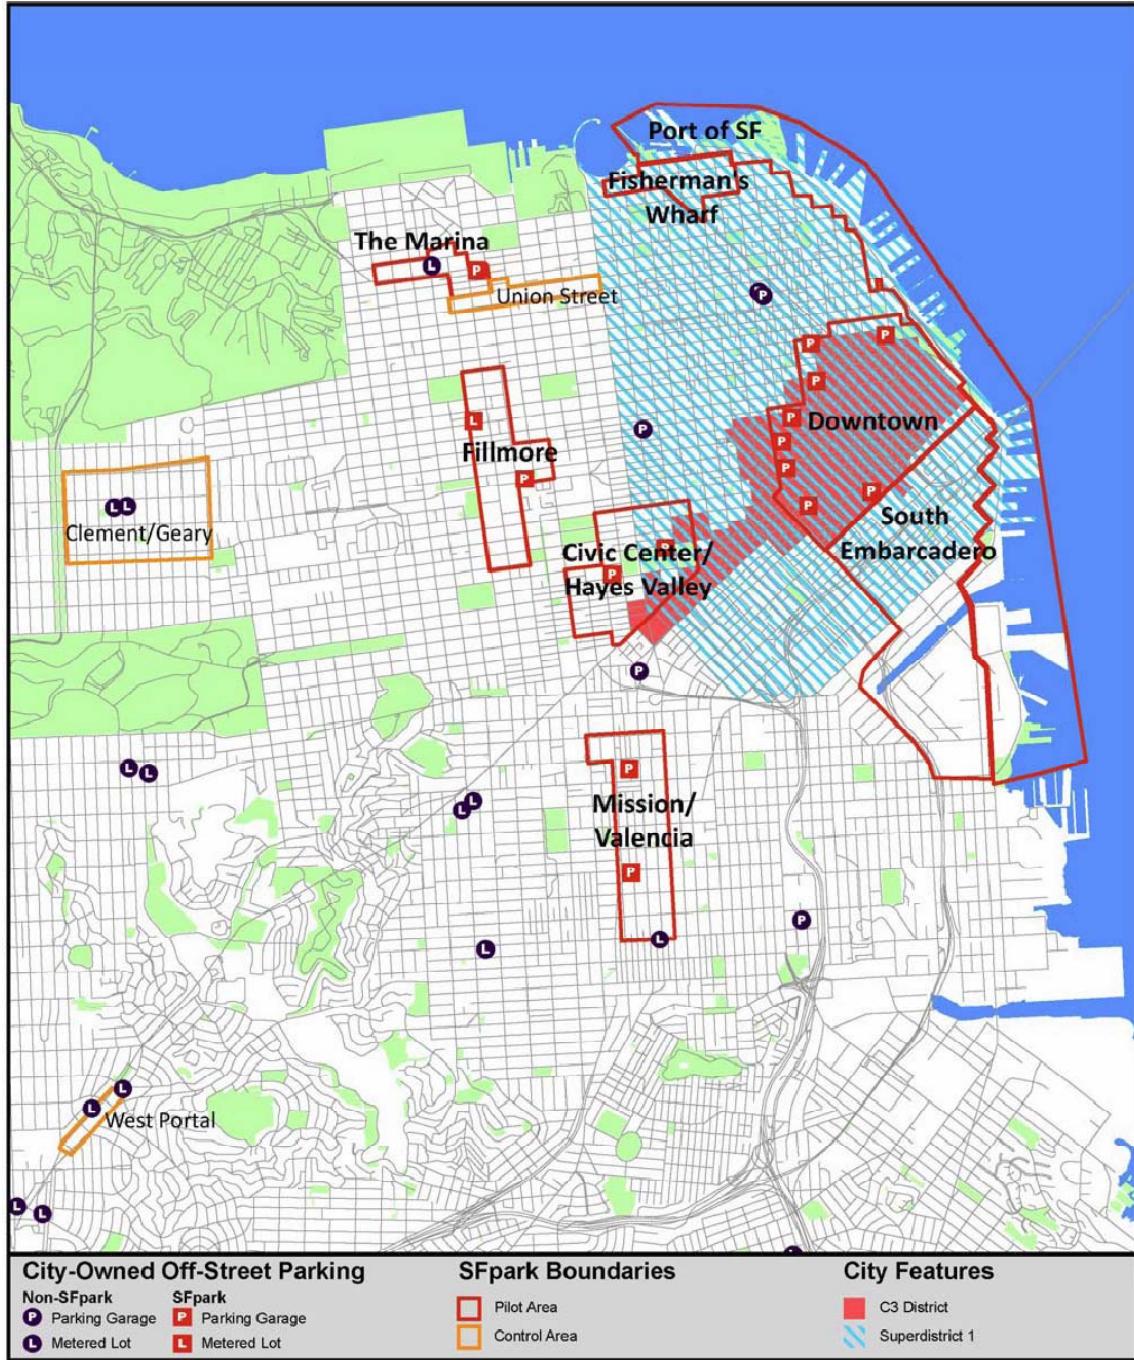 Port of SF
Fisherman's
Wharf
The Marina
L
P
Union Street
P
P
P
P
L
P
Downtown
P
Fillmore
P
P
P
P
P
L L
Clement/Geary
South
Embarcadero
P
Civic Center/
P
Hayes Valley
P
L L
P
L L
Mission/
Valencia
P
P
L
L
L
L
West Portal
L
L
City-Owned Off-Street Parking
Non-SFpark
P Parking Garage
L Metered Lot
SFpark
P Parking Garage
L Metered Lot
SFpark Boundaries
Pilot Area
Control Area
City Features
C3 District
Superdistrict 1